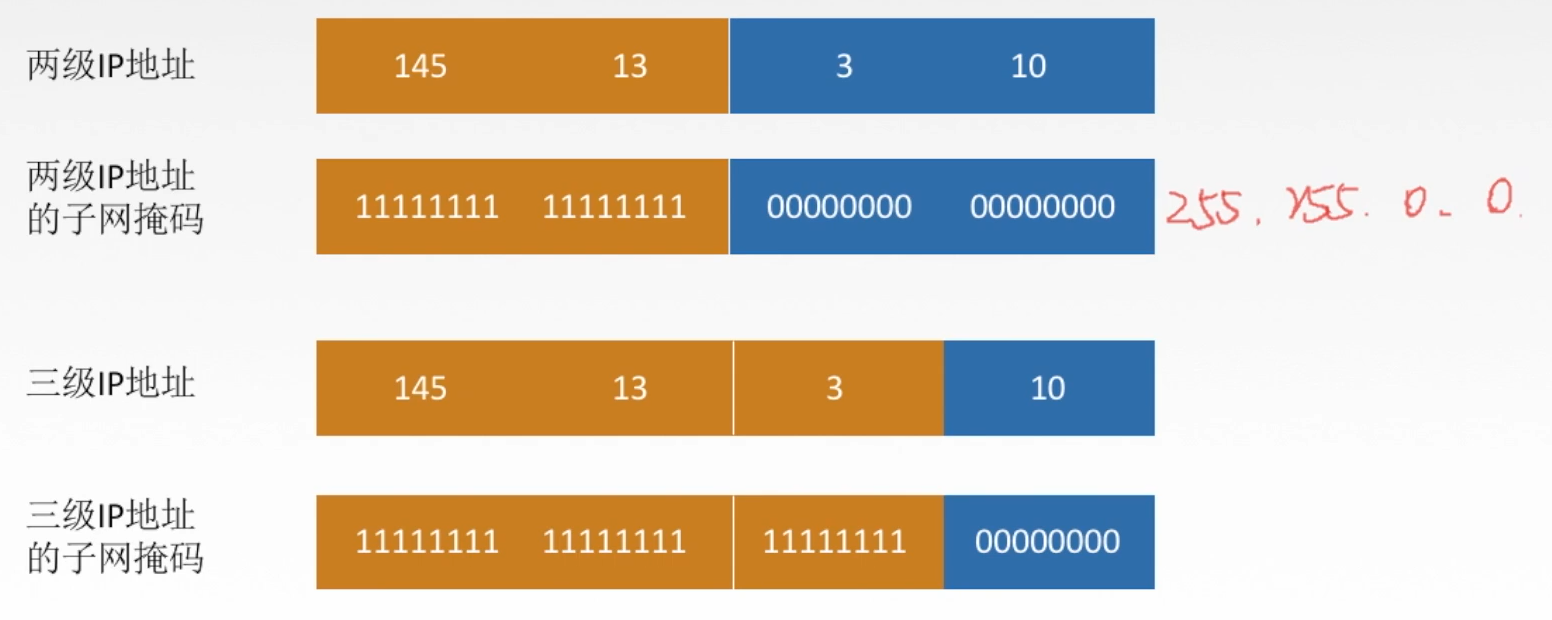 两级IP地址 145 13 3 10
两级IP地址
的子网掩码
11111111 11111111 00000000 00000000 255. 255. 0. 0.
三级IP地址 145 13 3 10
三级IP地址
的子网掩码
11111111 11111111 11111111 00000000